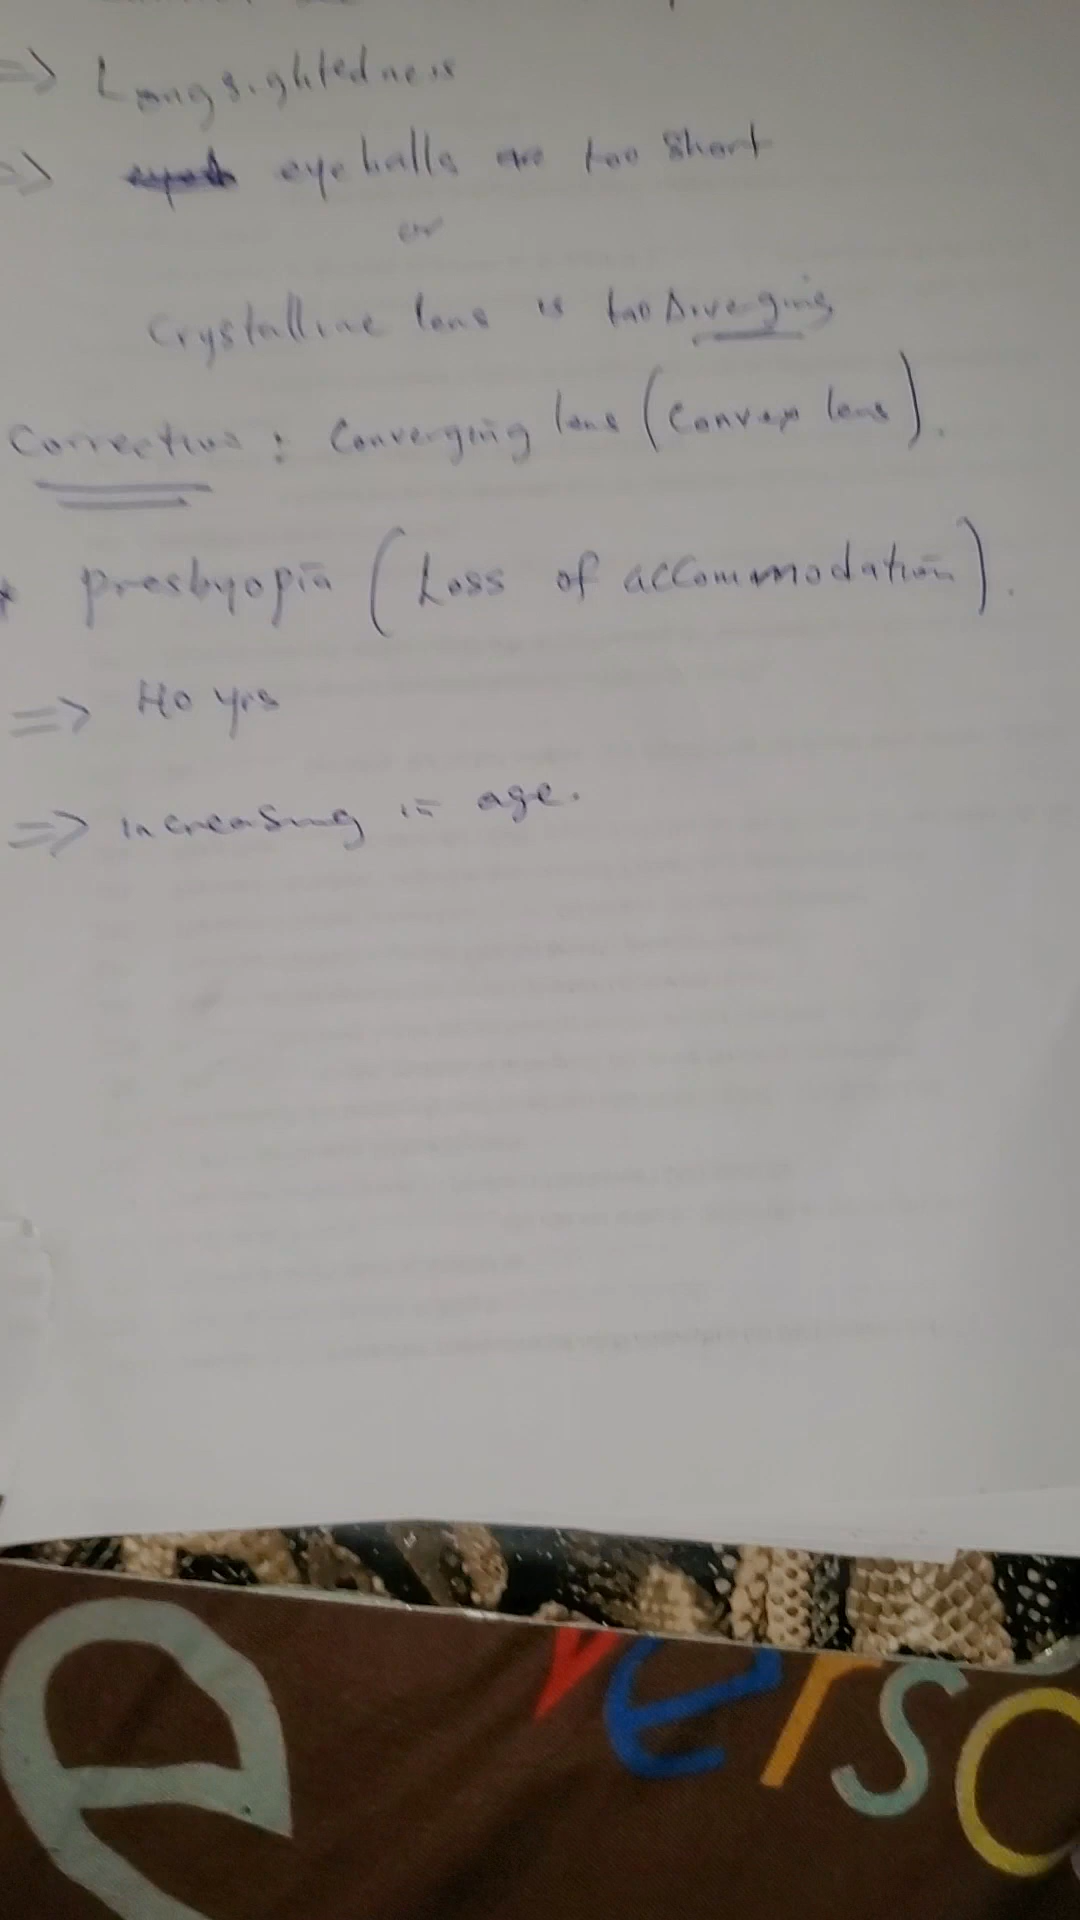 => Longsightedness
=> eyeballs are too short
or
Crystalline lens is too Diverging
Correction : Converging lens (Convex lens).
* presbyopia (Loss of accommodation).
=> 40 yrs
=> increasing in age.
e verso